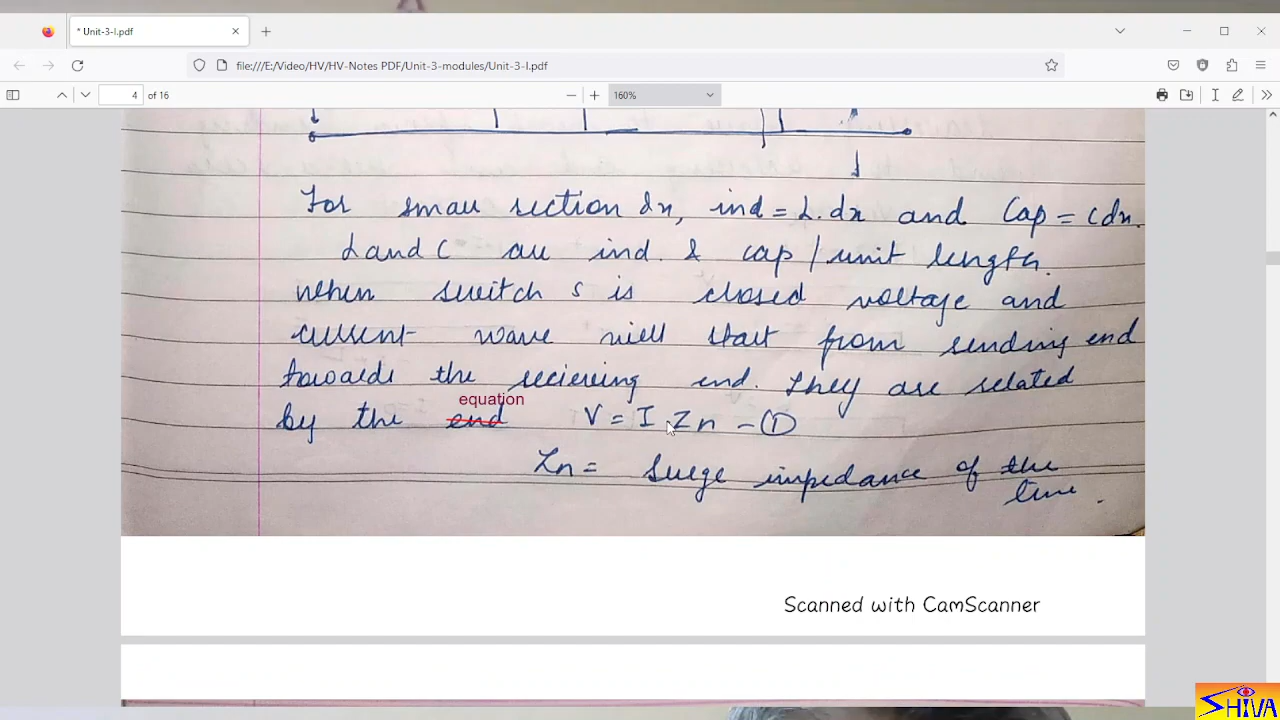 * Unit-3-I.pdf
file:///E:/Video/HV/HV-Notes PDF/Unit-3-modules/Unit-3-I.pdf
4 of 16
160%
For small section dx, ind = L.dx and Cap = cdx.
L and C are ind. & cap / unit length.
When switch s is closed voltage and
current wave will start from sending end
towards the reciering end. They are related
equation
by the end V = I Zn - ①
Zn = Surge impedance of the
line.
Scanned with CamScanner
SHIVA